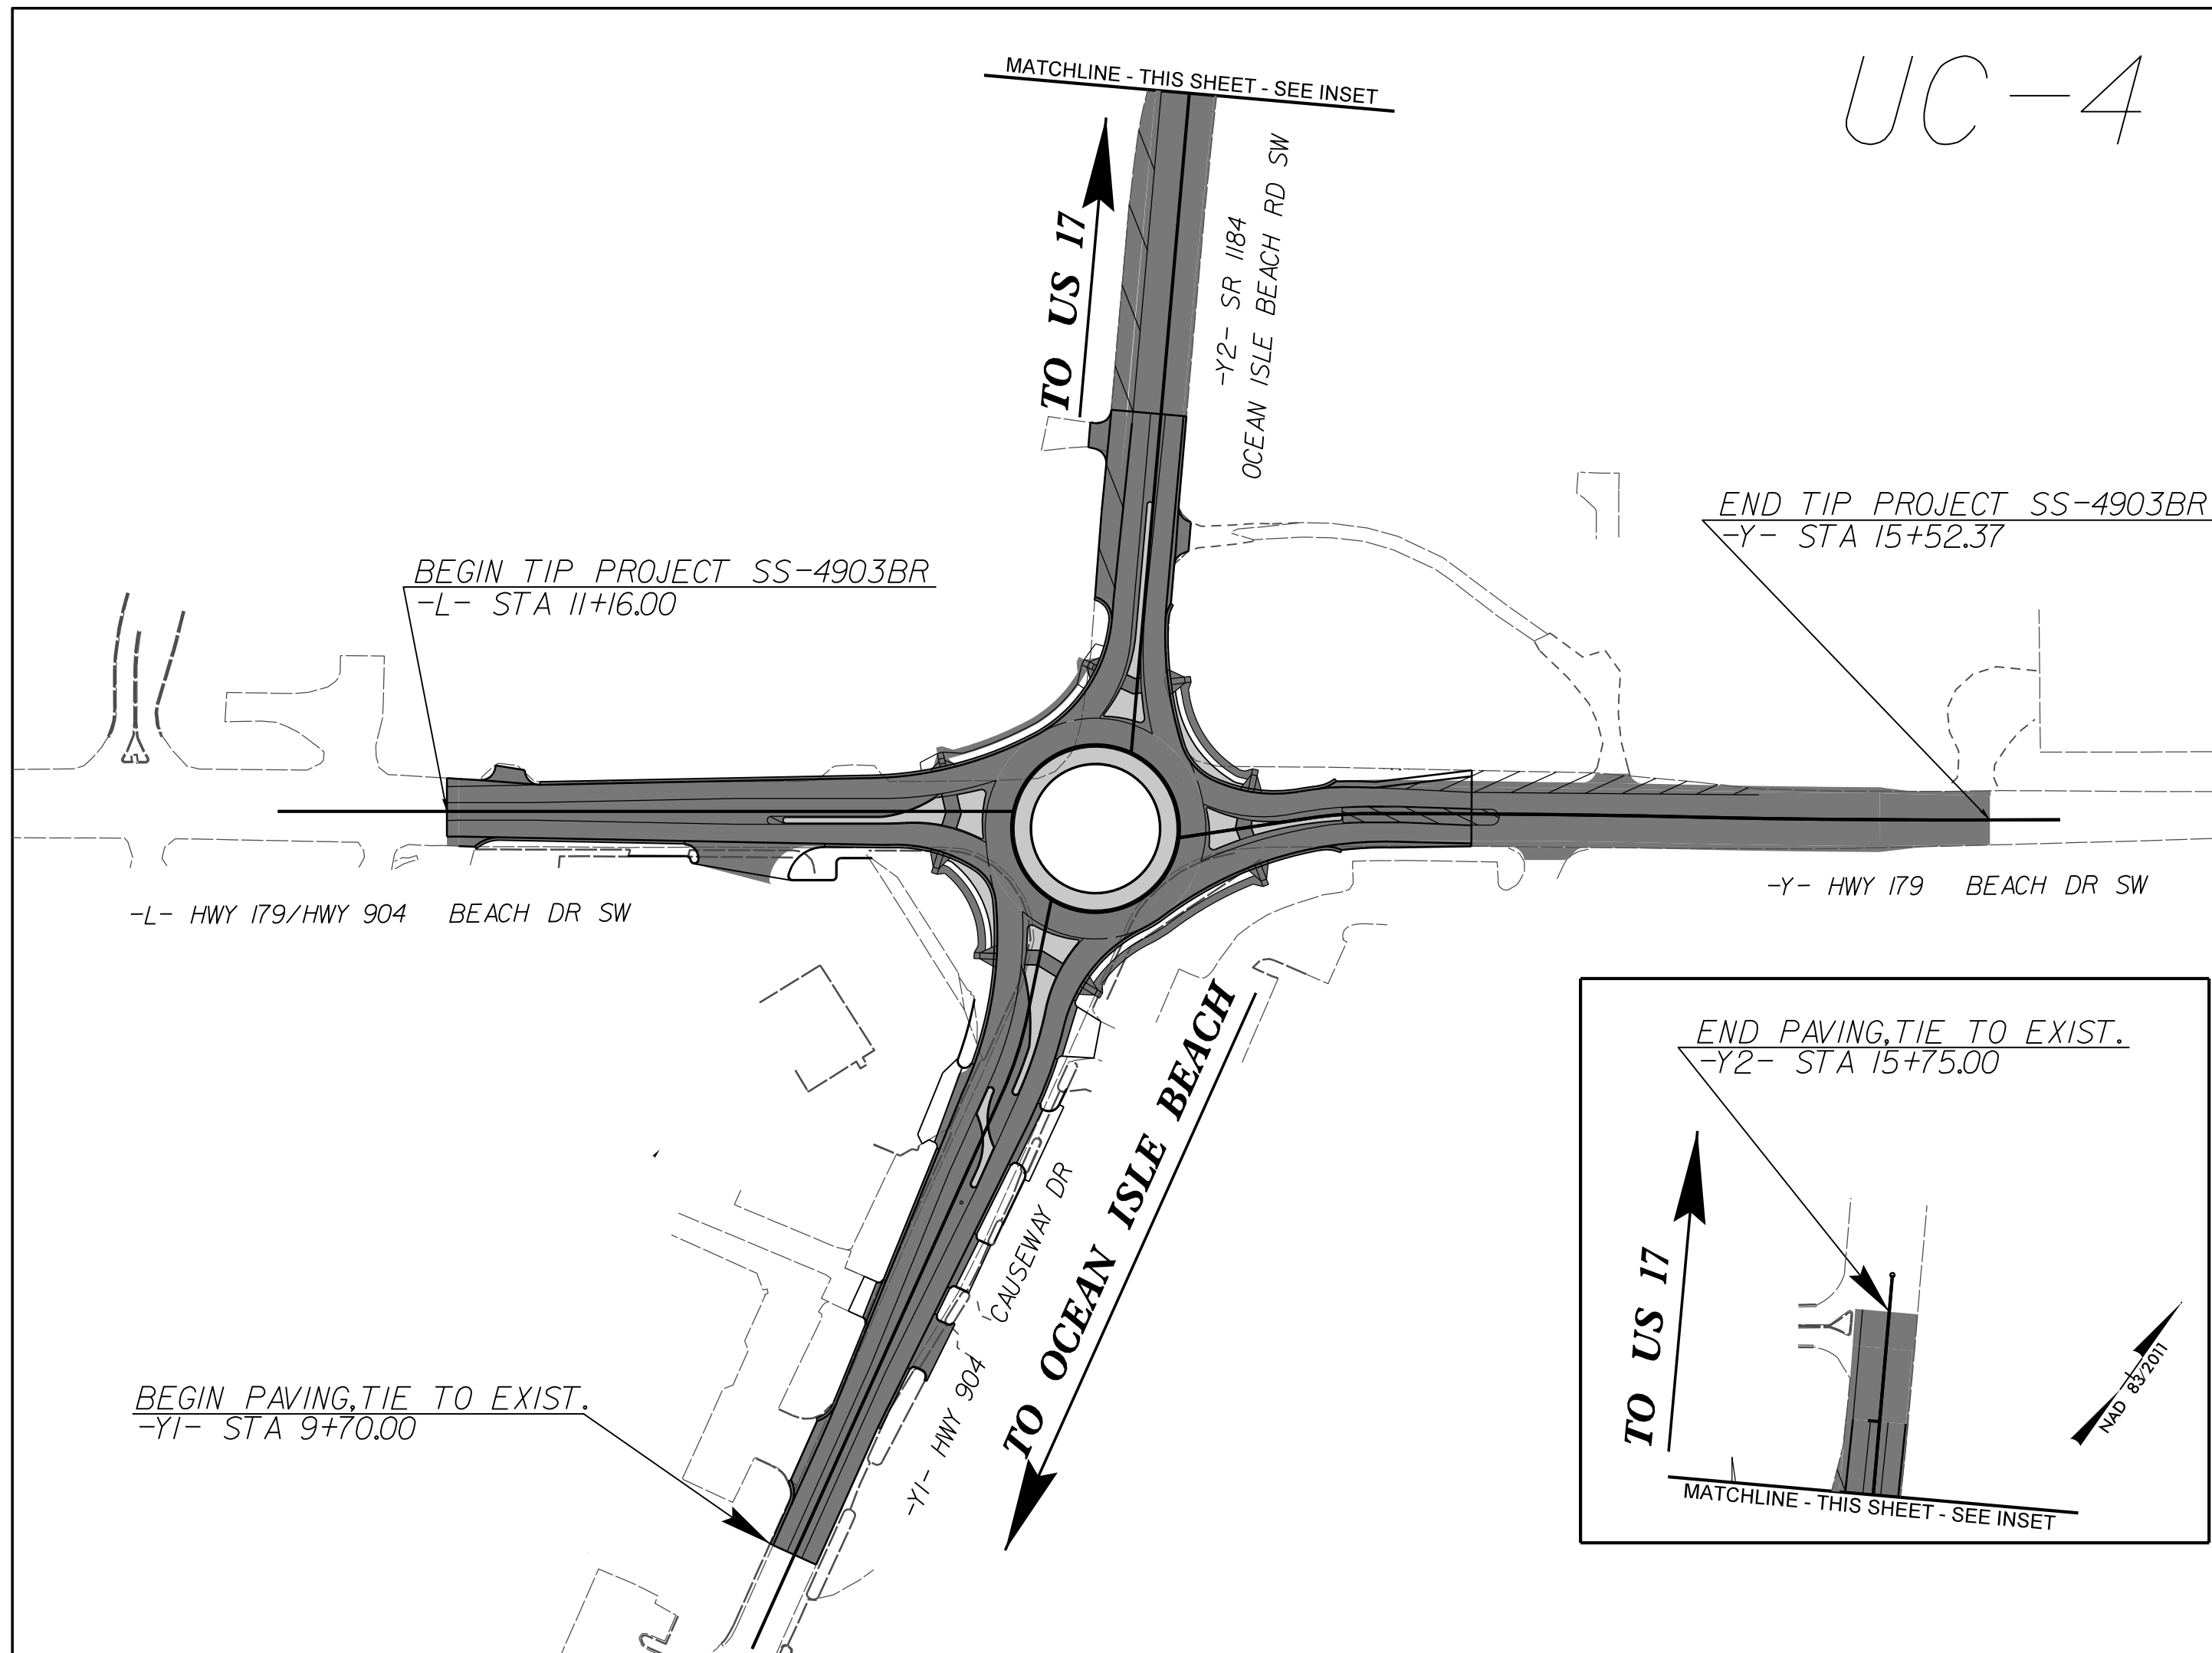 UC-4
MATCHLINE - THIS SHEET - SEE INSET
TO US 17
-Y2- SR 1184
OCEAN ISLE BEACH RD SW
END TIP PROJECT SS-4903BR
-Y- STA 15+52.37
BEGIN TIP PROJECT SS-4903BR
-L- STA 11+16.00
-Y- HWY 179 BEACH DR SW
-L- HWY 179/HWY 904 BEACH DR SW
TO OCEAN ISLE BEACH
-Y1- HWY 904 CAUSEWAY DR
BEGIN PAVING,TIE TO EXIST.
-Y1- STA 9+70.00
END PAVING,TIE TO EXIST.
-Y2- STA 15+75.00
TO US 17
NAD 83/2011
MATCHLINE - THIS SHEET - SEE INSET